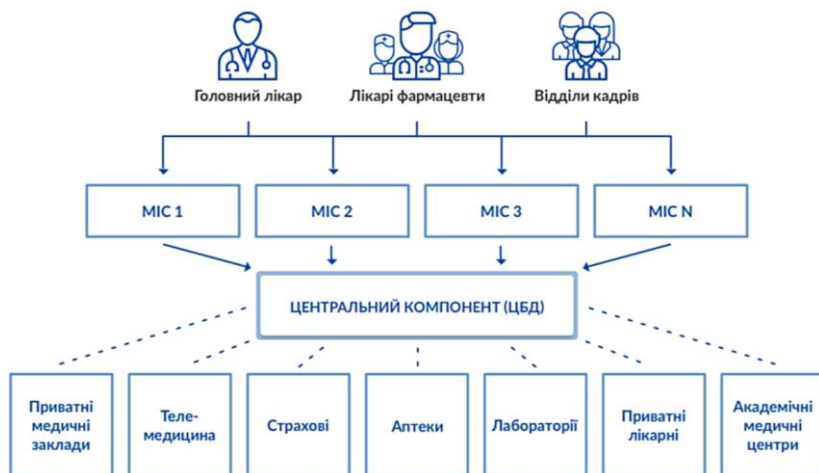 Головний лікар
Лікарі фармацевти
Відділи кадрів
МІС 1
МІС 2
МІС 3
МІС N
ЦЕНТРАЛЬНИЙ КОМПОНЕНТ (ЦБД)
Приватні
медичні
заклади
Теле-
медицина
Страхові
Аптеки
Лабораторії
Приватні
лікарні
Академічні
медичні
центри